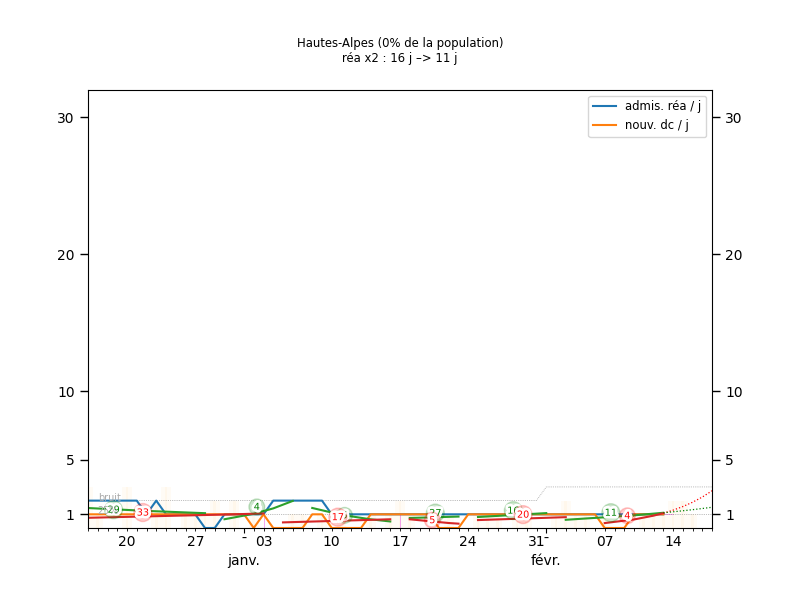 Hautes-Alpes (0% de la population)
réa x2 : 16 j –> 11 j
admis. réa / j
nouv. dc / j
30 30
20 20
10 10
5 5
bruit
29 33 4 17 5 20 11 4
1 1
20 27 - 03 10 17 24 31- 07 14
janv. févr.